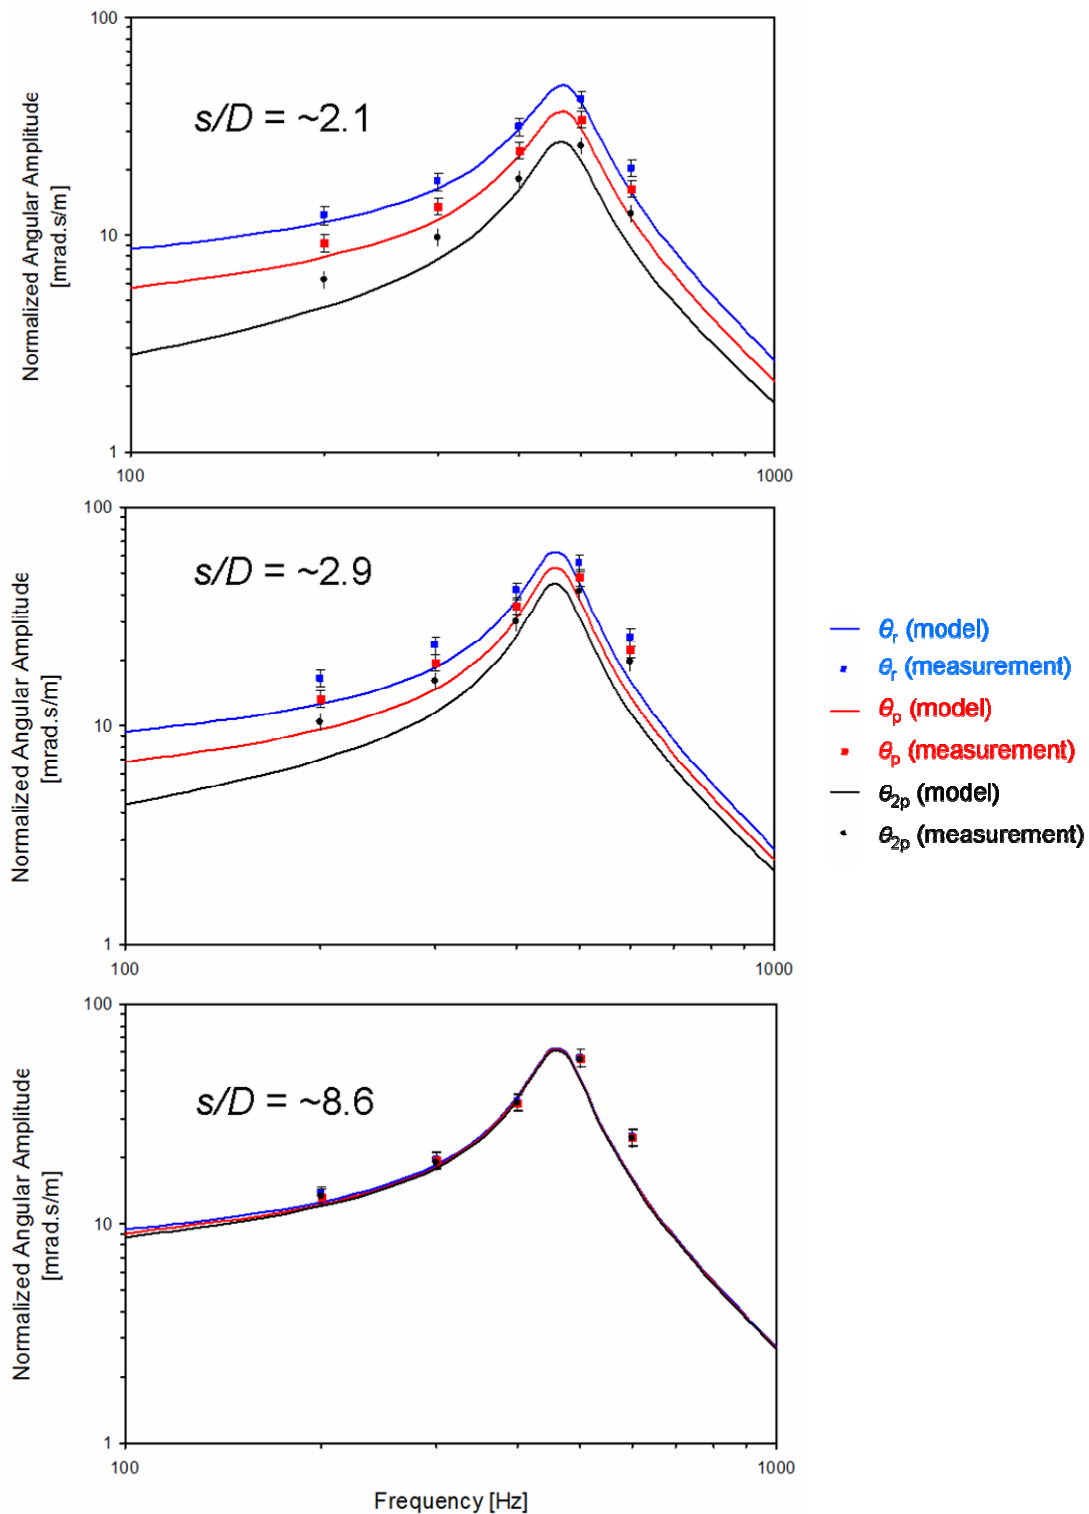 100
s/D = ~2.1
10
1
100
1000
Normalized Angular Amplitude
[mrad.s/m]
100
s/D = ~2.9
10
1
100
1000
Normalized Angular Amplitude
[mrad.s/m]
θr (model)
θr (measurement)
θp (model)
θp (measurement)
θ2p (model)
θ2p (measurement)
100
s/D = ~8.6
10
1
100
1000
Normalized Angular Amplitude
[mrad.s/m]
Frequency [Hz]